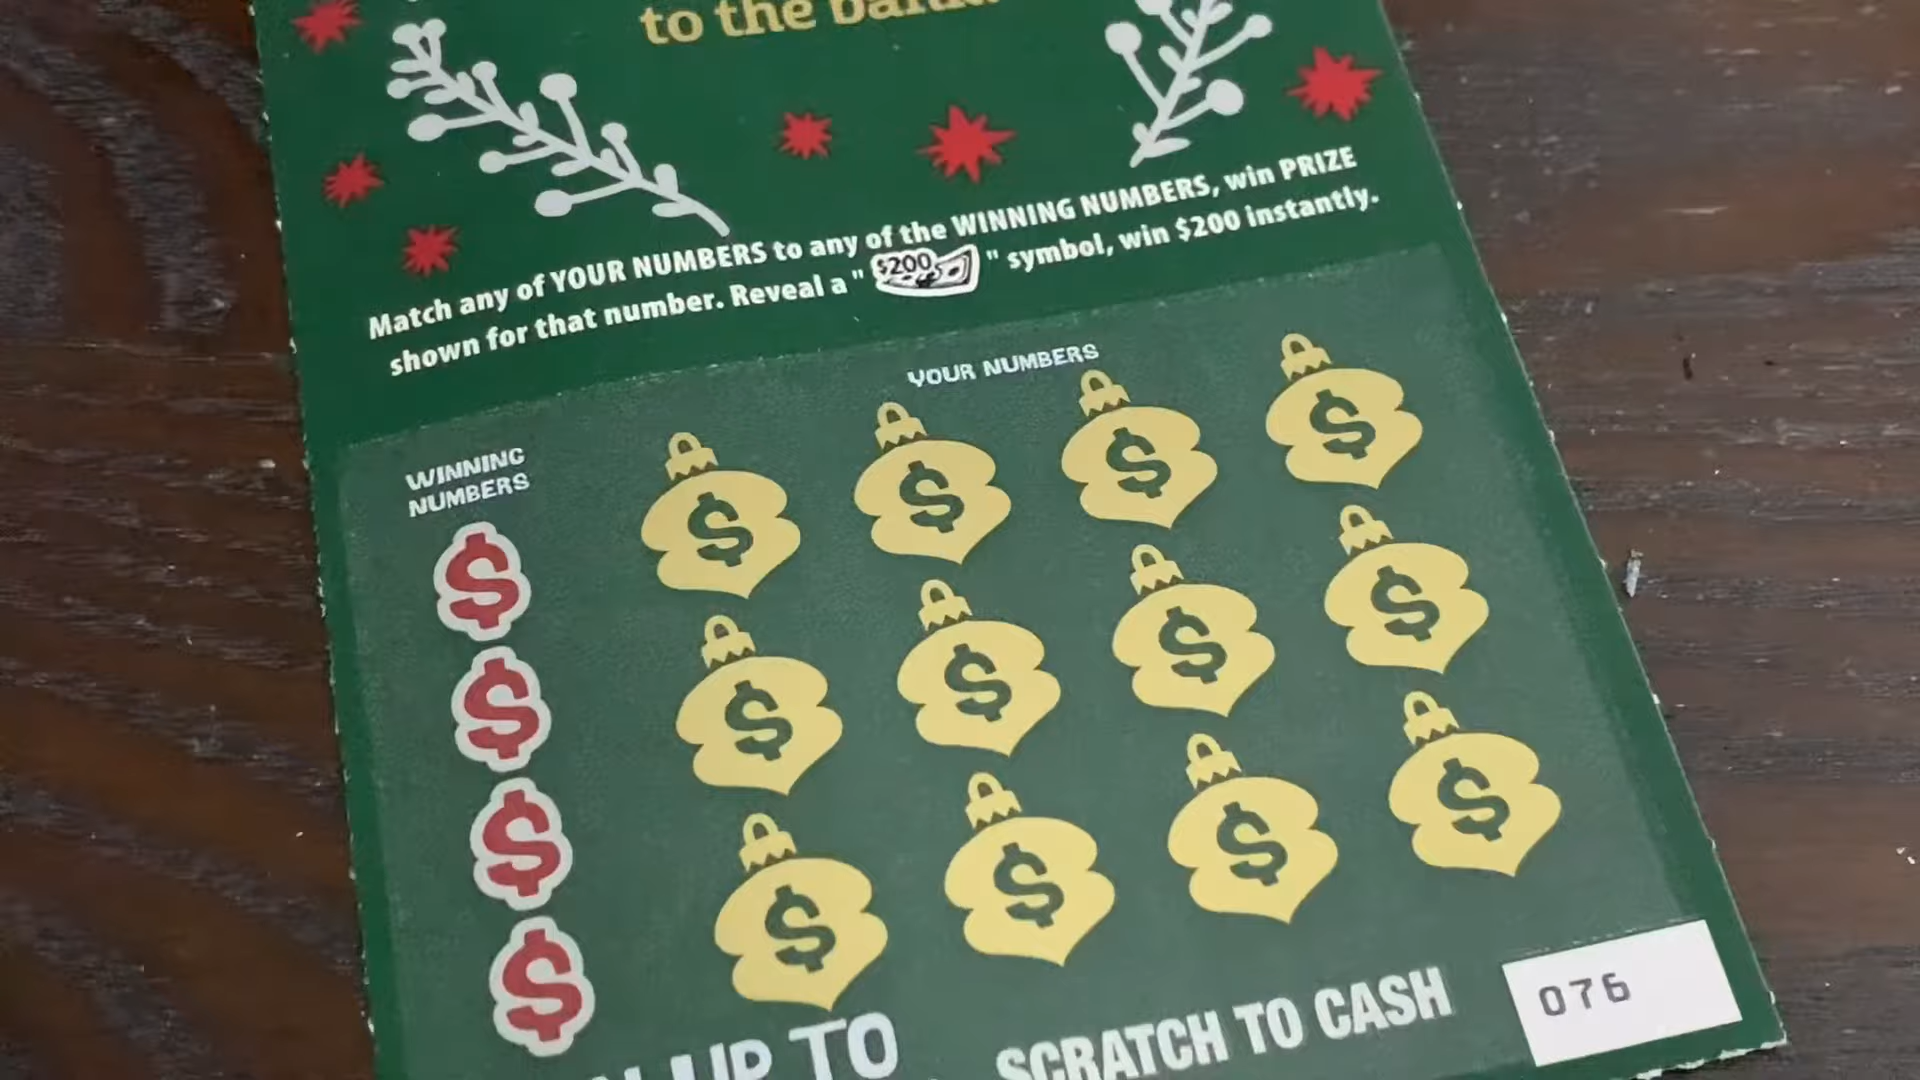 to the bank.
Match any of YOUR NUMBERS to any of the WINNING NUMBERS, win PRIZE
shown for that number. Reveal a " $200 " symbol, win $200 instantly.
YOUR NUMBERS
WINNING
NUMBERS
$ $ $ $
$
$ $ $ $
$
$ $ $ $
$
$
UP TO
SCRATCH TO CASH
076